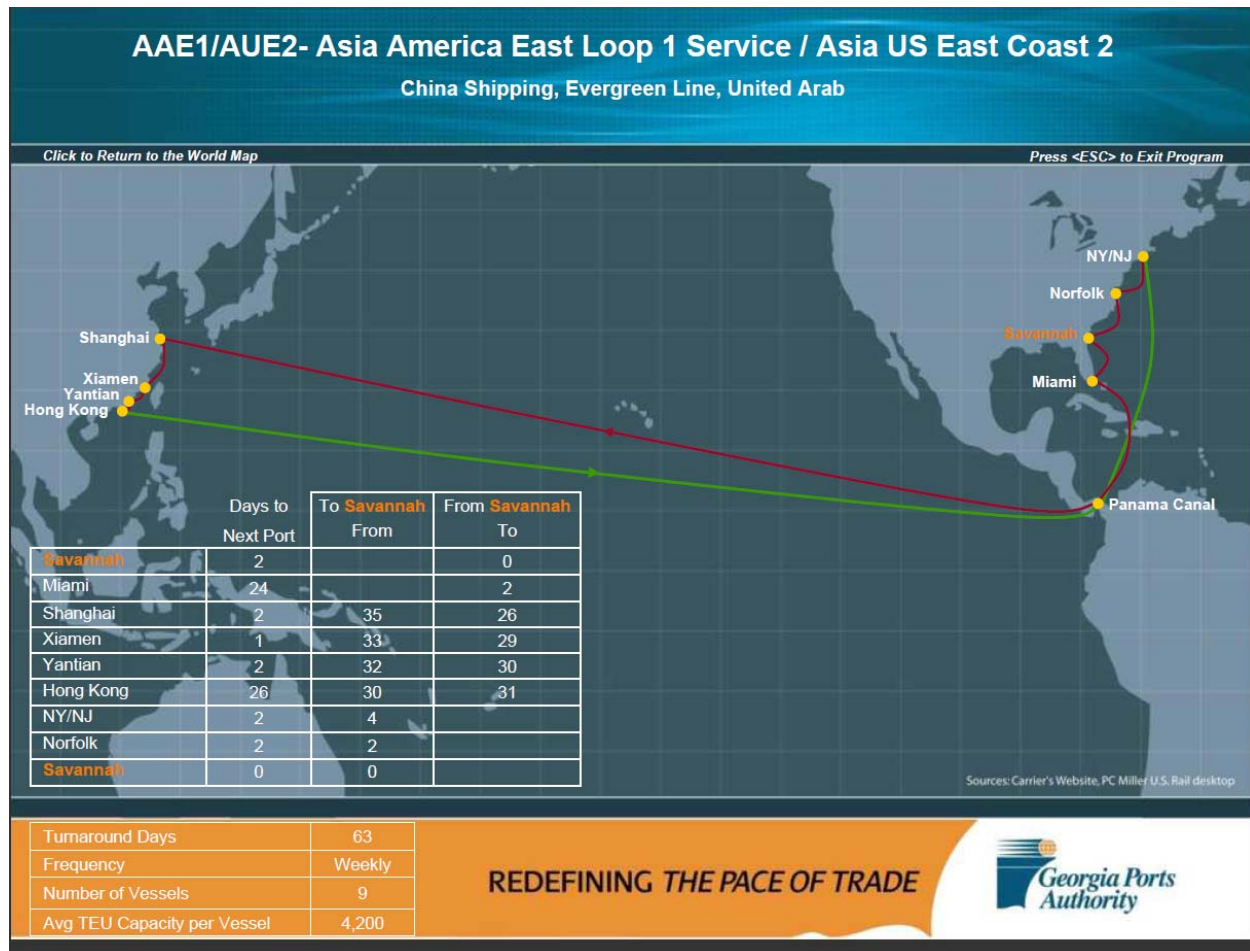 AAE1/AUE2- Asia America East Loop 1 Service / Asia US East Coast 2
China Shipping, Evergreen Line, United Arab
Click to Return to the World Map
Press <ESC> to Exit Program
NY/NJ
Norfolk
Savannah
Miami
Panama Canal
Shanghai
Xiamen
Yantian
Hong Kong
Days to Next Port | To Savannah From | From Savannah To
Savannah 2 0
Miami 24 2
Shanghai 2 35 26
Xiamen 1 33 29
Yantian 2 32 30
Hong Kong 26 30 31
NY/NJ 2 4
Norfolk 2 2
Savannah 0 0
Sources: Carrier's Website, PC Miller U.S. Rail desktop
Turnaround Days 63
Frequency Weekly
Number of Vessels 9
Avg TEU Capacity per Vessel 4,200
REDEFINING THE PACE OF TRADE
Georgia Ports
Authority